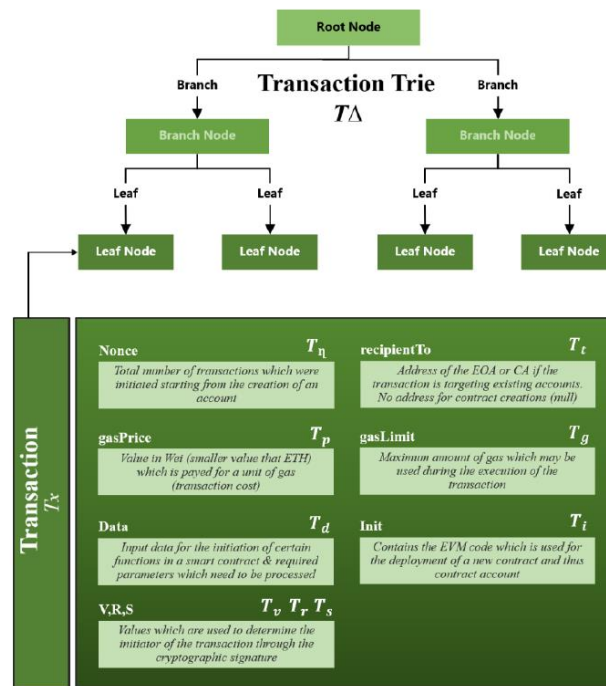 Root Node
Branch
Transaction Trie
Branch
TΔ
Branch Node
Branch Node
Leaf
Leaf
Leaf
Leaf
Leaf Node
Leaf Node
Leaf Node
Leaf Node
Transaction
Tx
Nonce
Tη
Total number of transactions which were
initiated starting from the creation of an
account
recipientTo
Tt
Address of the EOA or CA if the
transaction is targeting existing accounts.
No address for contract creations (null)
gasPrice
Tp
Value in Wei (smaller value that ETH)
which is payed for a unit of gas
(transaction cost)
gasLimit
Tg
Maximum amount of gas which may be
used during the execution of the
transaction
Data
Td
Input data for the initiation of certain
functions in a smart contract & required
parameters which need to be processed
Init
Ti
Contains the EVM code which is used for
the deployment of a new contract and thus
contract account
V,R,S
Tv Tr Ts
Values which are used to determine the
initiator of the transaction through the
cryptographic signature